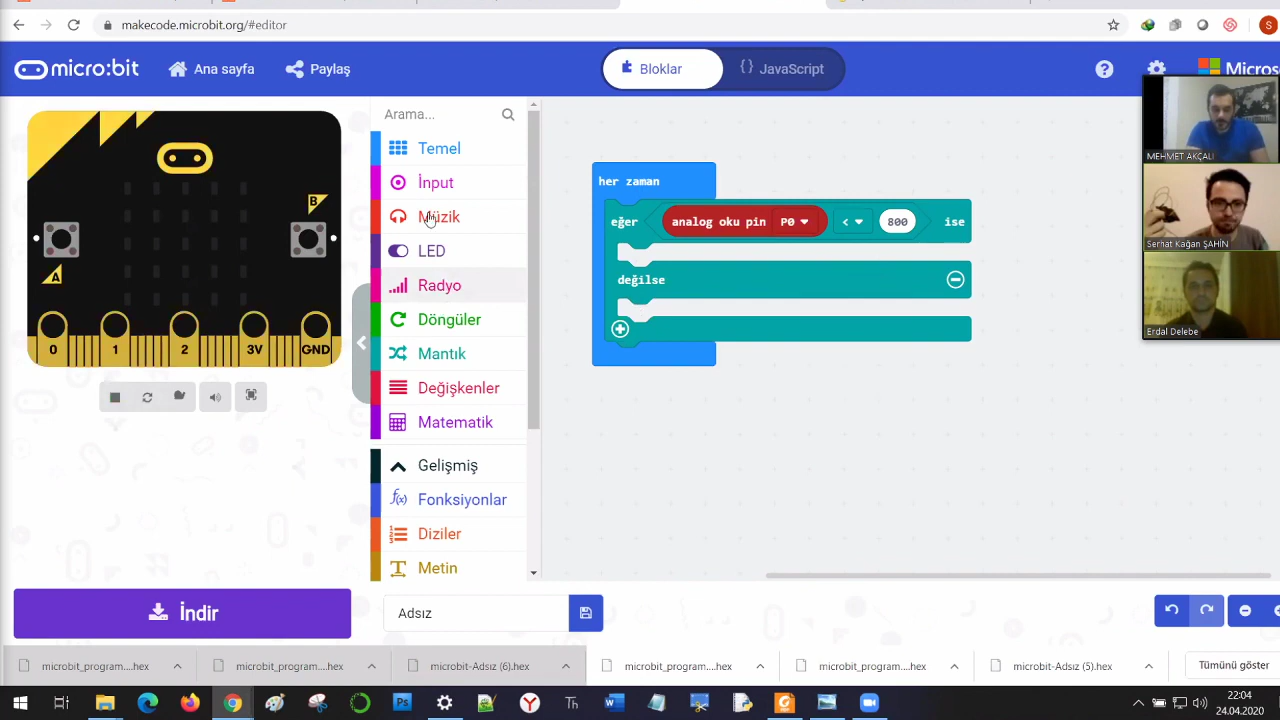 makecode.microbit.org/#editor
S
micro:bit
Ana sayfa
Paylaş
Bloklar
{} JavaScript
?
Micros
Arama...
Temel
İnput
Müzik
LED
Radyo
Döngüler
Mantık
Değişkenler
Matematik
Gelişmiş
Fonksiyonlar
Diziler
Metin
B
A
0 1 2 3V GND
her zaman
eğer analog oku pin P0 < 800 ise
değilse
MEHMET AKÇALI
Serhat Kağan ŞAHİN
Erdal Delebe
İndir
Adsız
microbit_program....hex
microbit_program....hex
microbit-Adsız (6).hex
microbit_program....hex
microbit_program....hex
microbit-Adsız (5).hex
Tümünü göster
22:04
24.04.2020